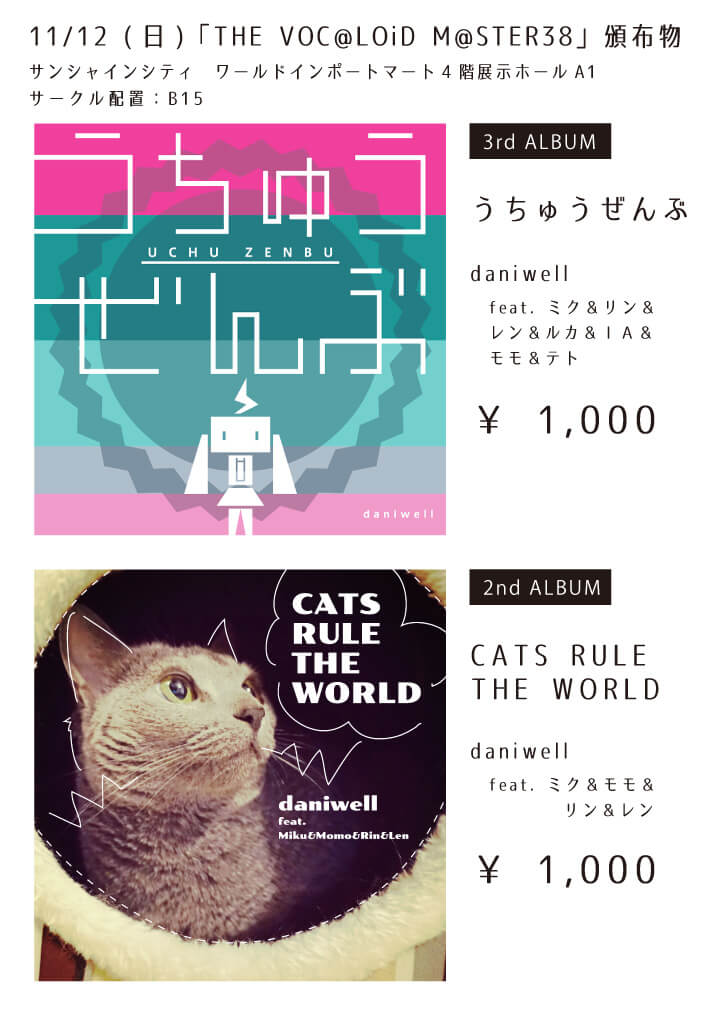 11/12 (日)「THE VOC@LOiD M@STER38」頒布物
サンシャインシティ　ワールドインポートマート4階展示ホールA1
サークル配置：B15
うちゅう
UCHU ZENBU
ぜんぶ
daniwell
3rd ALBUM
うちゅうぜんぶ
daniwell
feat. ミク＆リン＆
レン＆ルカ＆ＩＡ＆
モモ＆テト
¥ 1,000
CATS
RULE
THE
WORLD
daniwell
feat.
Miku&Momo&Rin&Len
2nd ALBUM
CATS RULE
THE WORLD
daniwell
feat. ミク＆モモ＆
リン＆レン
¥ 1,000